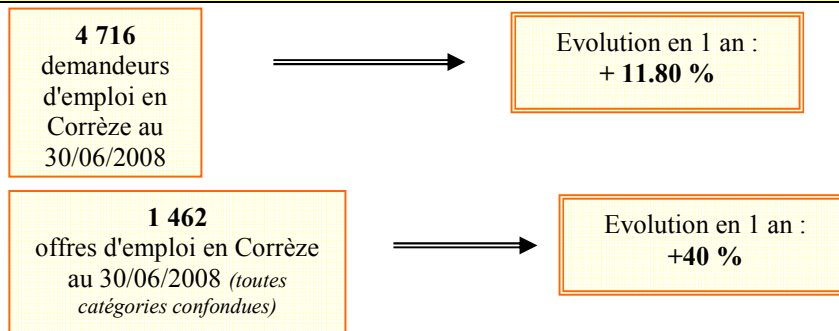 4 716
demandeurs
d'emploi en
Corrèze au
30/06/2008
Evolution en 1 an :
+ 11.80 %
1 462
offres d'emploi en Corrèze
au 30/06/2008 (toutes
catégories confondues)
Evolution en 1 an :
+40 %